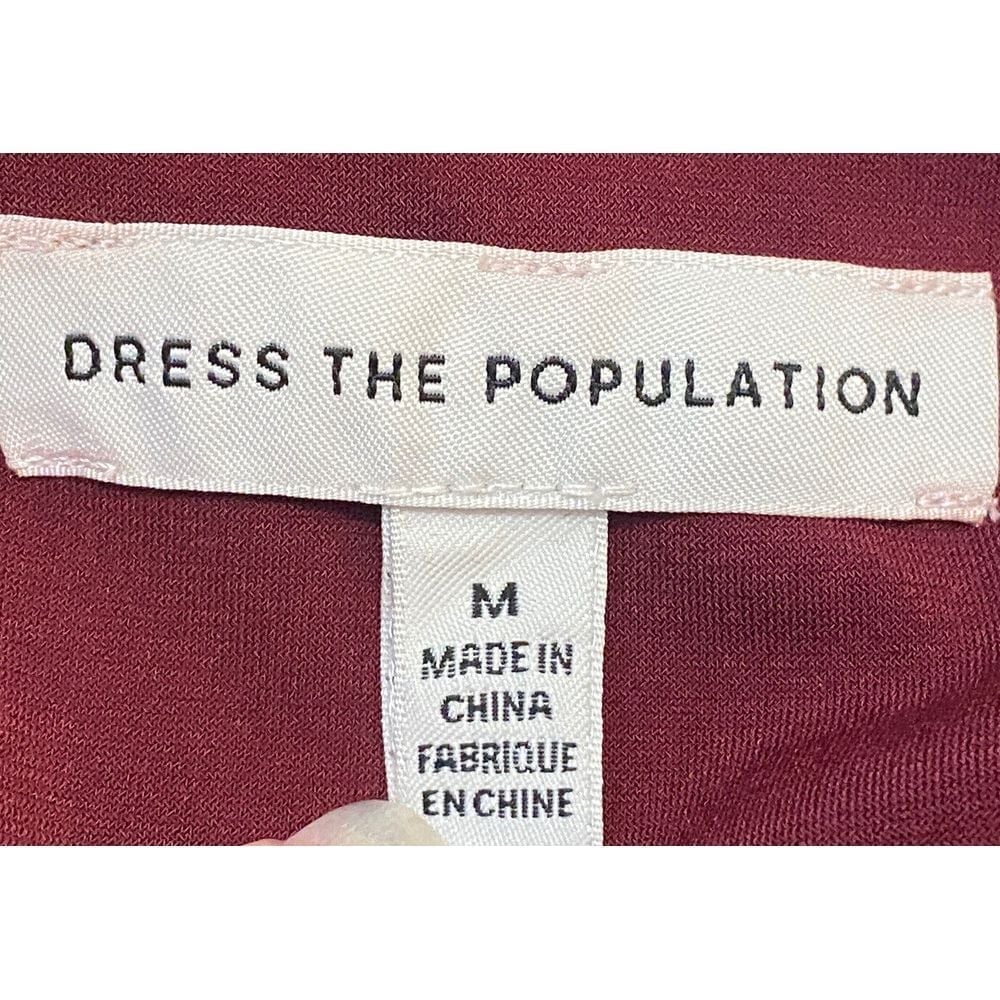 DRESS THE POPULATION
M
MADE IN
CHINA
FABRIQUE
EN CHINE